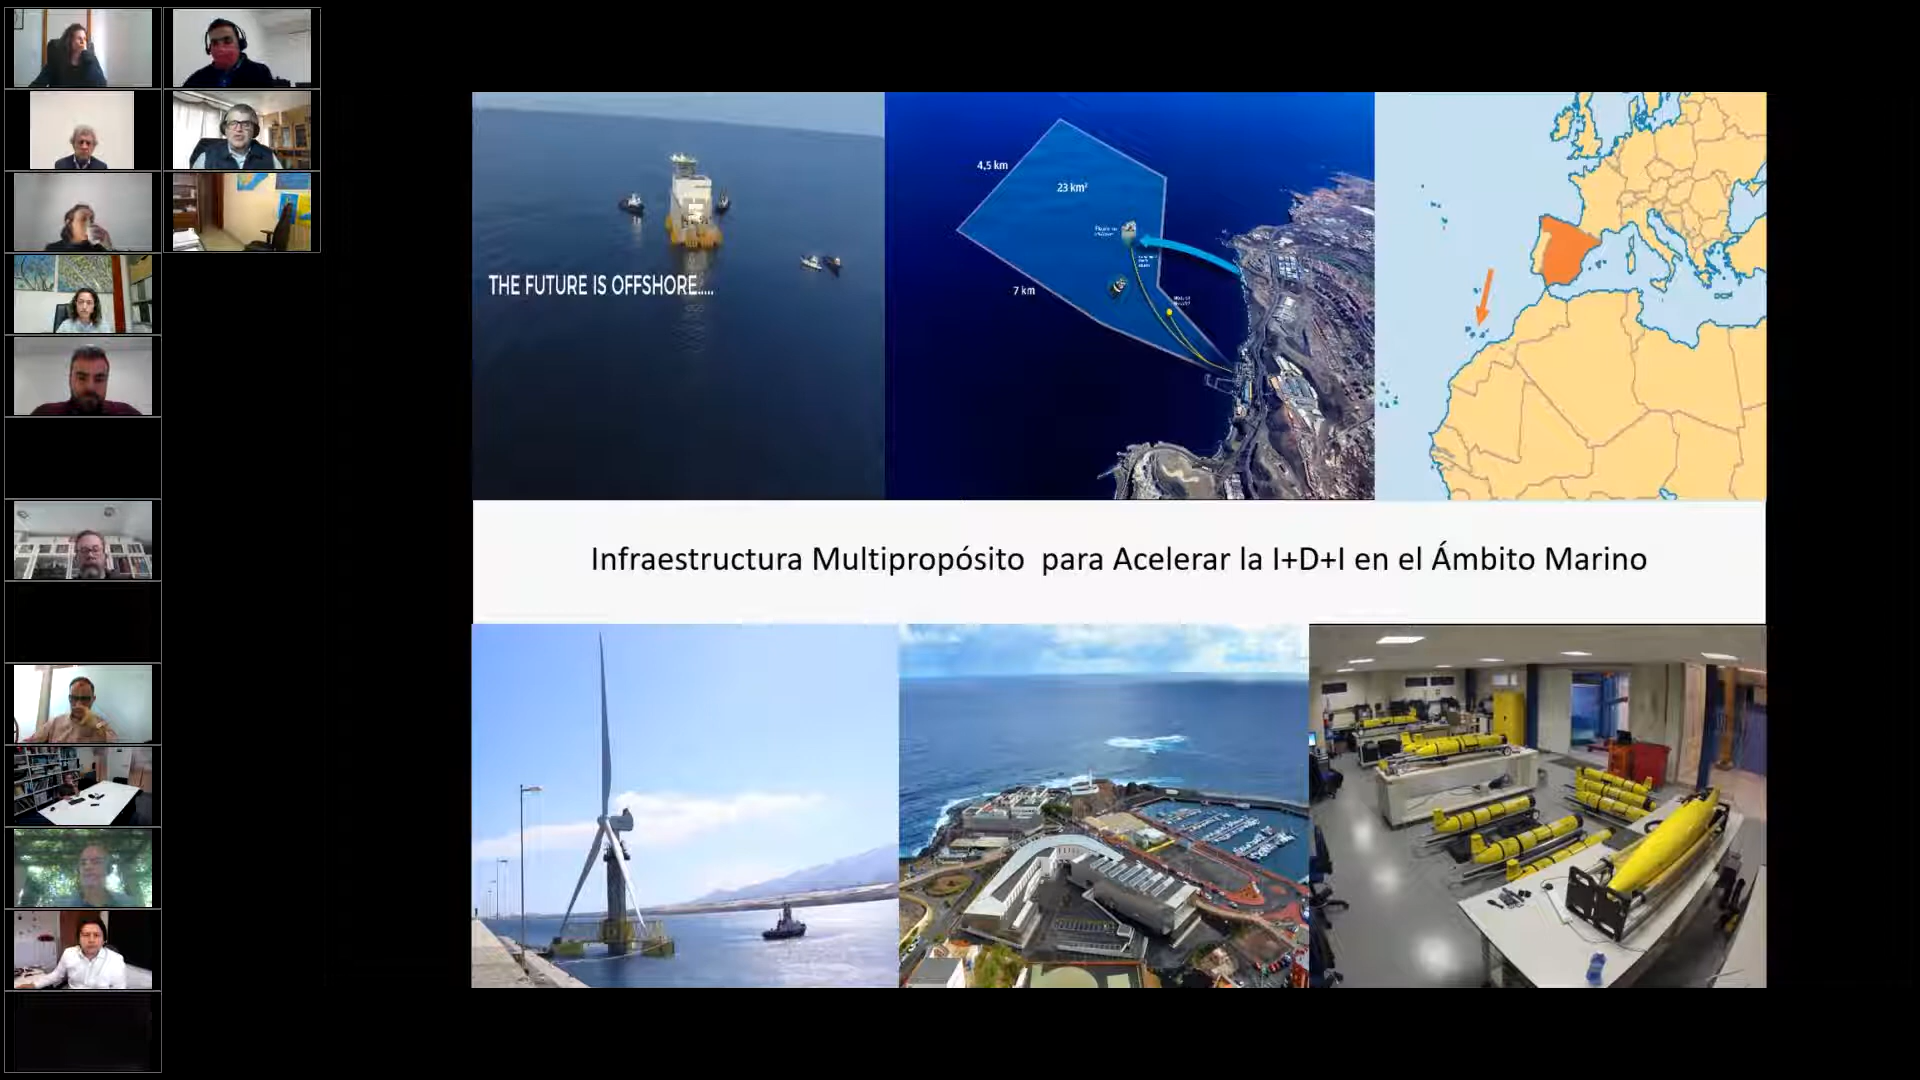 THE FUTURE IS OFFSHORE.....
4,5 km
23 km²
7 km
Infraestructura Multipropósito para Acelerar la I+D+I en el Ámbito Marino